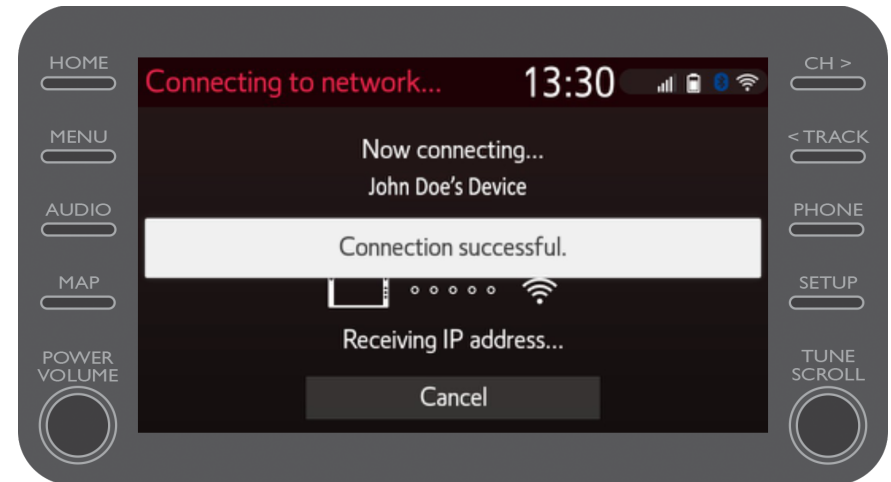 HOME
MENU
AUDIO
MAP
POWER
VOLUME
Connecting to network... 13:30
Now connecting...
John Doe's Device
Connection successful.
Receiving IP address...
Cancel
CH >
< TRACK
PHONE
SETUP
TUNE
SCROLL